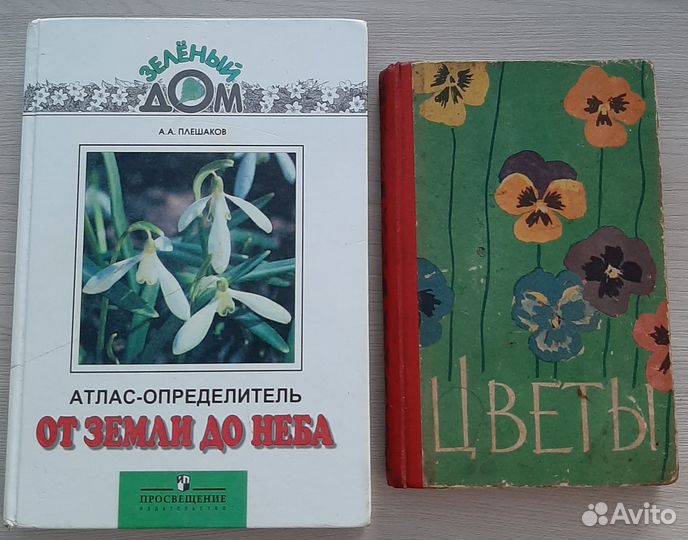 ЗЕЛЁНЫЙ
ДОМ
А.А. ПЛЕШАКОВ
АТЛАС-ОПРЕДЕЛИТЕЛЬ
ОТ ЗЕМЛИ ДО НЕБА
ПРОСВЕЩЕНИЕ
ИЗДАТЕЛЬСТВО
ЦВЕТЫ
Avito